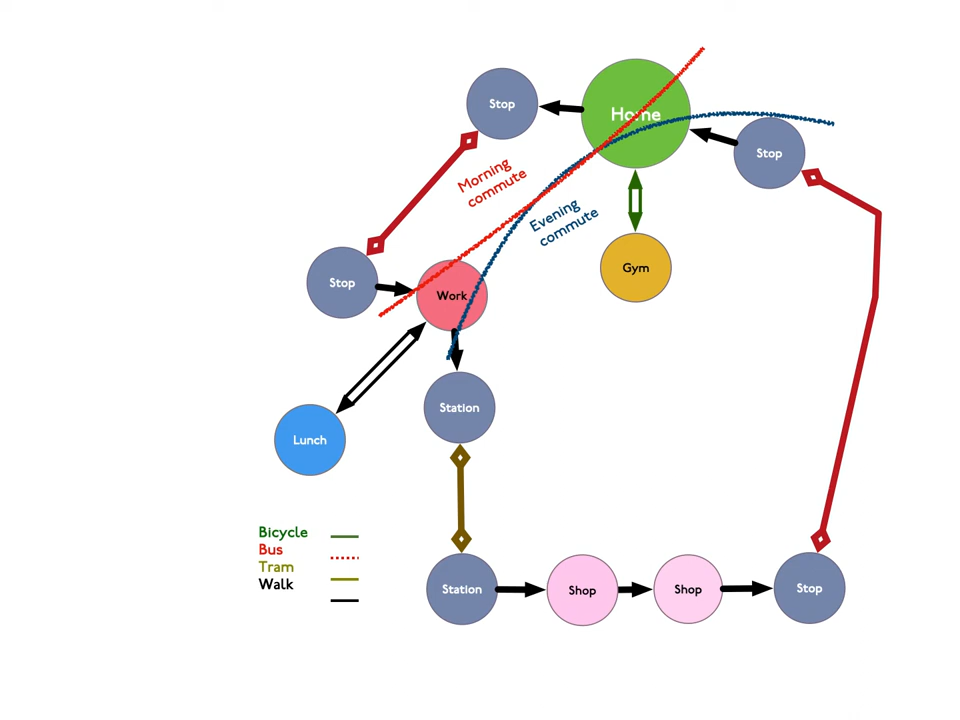 Stop
Home
Stop
Morning
commute
Evening
commute
Gym
Stop
Work
Station
Lunch
Bicycle
Bus
Tram
Walk
Station
Shop
Shop
Stop